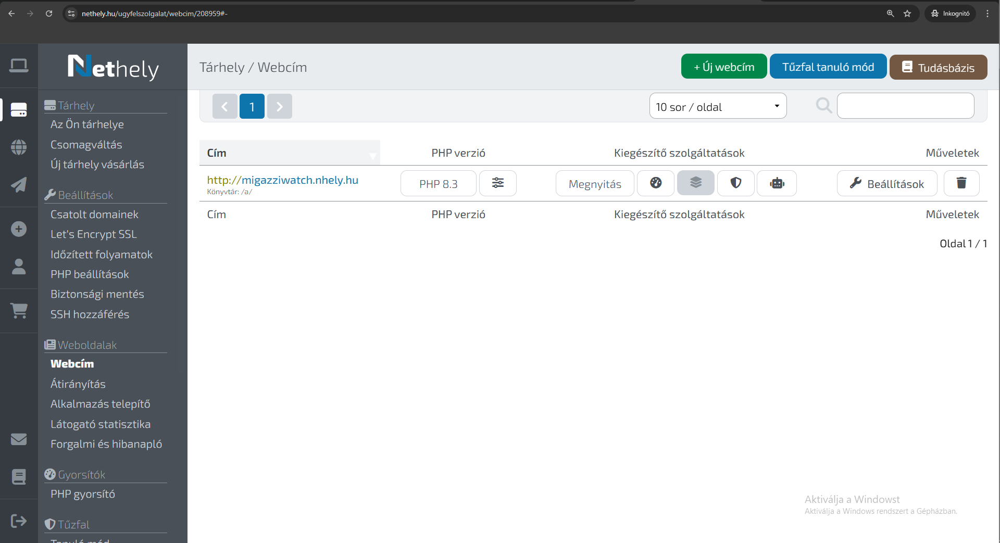 nethely.hu/ugyfelszolgalat/webcim/208959#-
Inkognitó
Nethely
Tárhely
Az Ön tárhelye
Csomagváltás
Új tárhely vásárlás
Beállítások
Csatolt domainek
Let's Encrypt SSL
Időzített folyamatok
PHP beállítások
Biztonsági mentés
SSH hozzáférés
Weboldalak
Webcím
Átirányítás
Alkalmazás telepítő
Látogató statisztika
Forgalmi és hibanapló
Gyorsítók
PHP gyorsító
Tűzfal
Tanuló mód
Tárhely / Webcím
+ Új webcím
Tűzfal tanuló mód
Tudásbázis
1
10 sor / oldal
Cím PHP verzió Kiegészítő szolgáltatások Műveletek
http://migazziwatch.nhely.hu PHP 8.3 Megnyitás Beállítások
Könyvtár: /a/
Cím PHP verzió Kiegészítő szolgáltatások Műveletek
Oldal 1 / 1
Aktiválja a Windowst
Aktiválja a Windows rendszert a Gépházban.